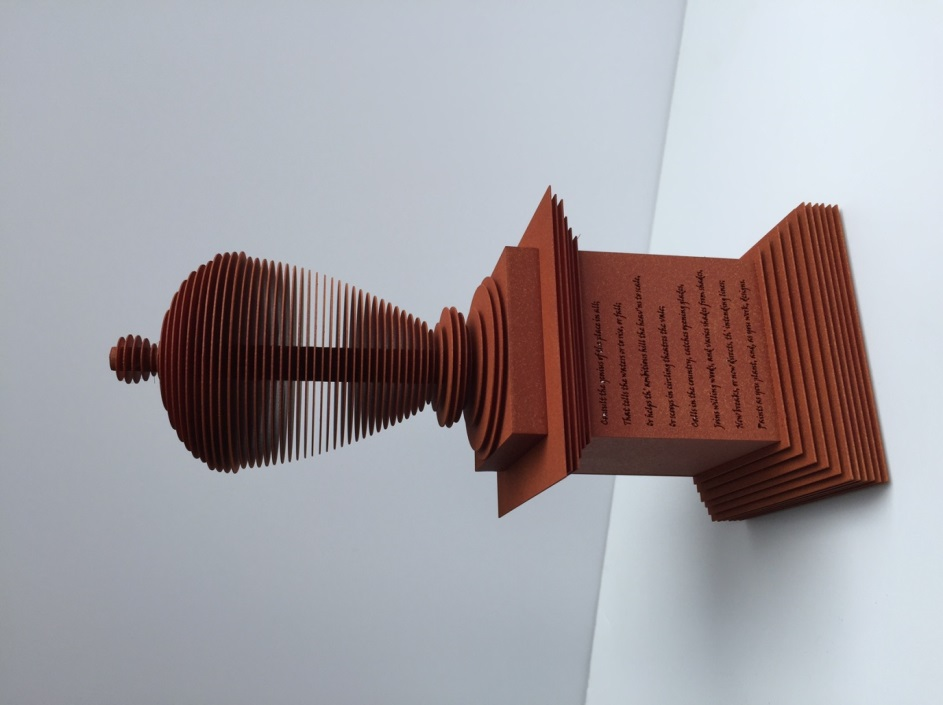 Consult the genius of the place in all;
That tells the waters or to rise, or fall;
Or helps th' ambitious hill the heav'ns to scale,
Or scoops in circling theatres the vale;
Calls in the country, catches opening glades,
Joins willing woods, and varies shades from shades,
Now breaks, or now directs, th' intending lines;
Paints as you plant, and, as you work, designs.